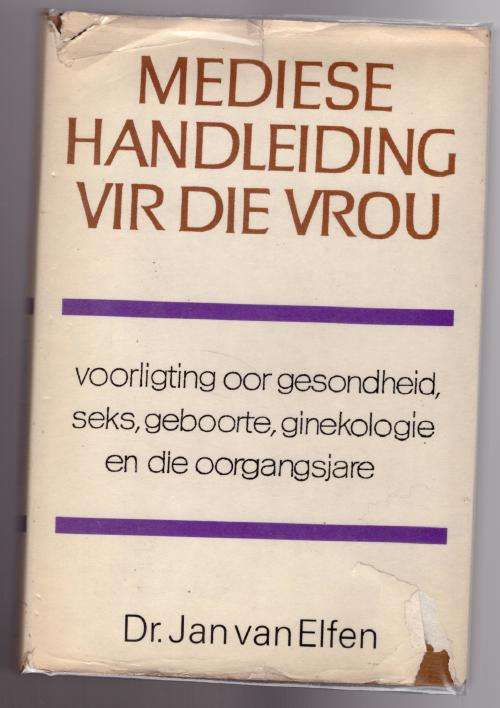 MEDIESE
HANDLEIDING
VIR DIE VROU
voorligting oor gesondheid,
seks, geboorte, ginekologie
en die oorgangsjare
Dr. Jan van Elfen